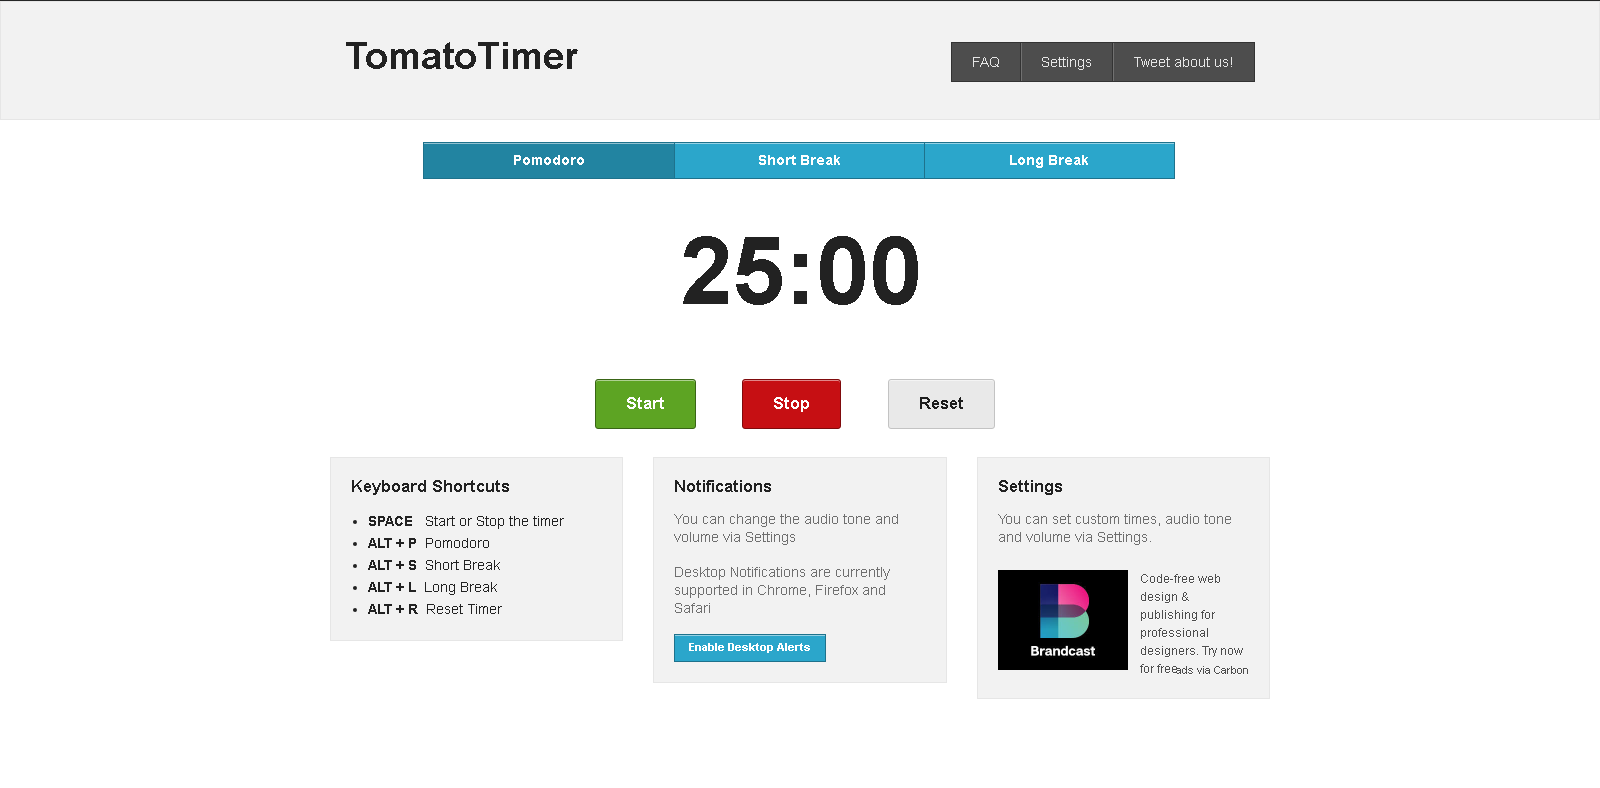 TomatoTimer
FAQ
Settings
Tweet about us!
Pomodoro
Short Break
Long Break
25:00
Start
Stop
Reset
Keyboard Shortcuts
SPACE Start or Stop the timer
ALT + P Pomodoro
ALT + S Short Break
ALT + L Long Break
ALT + R Reset Timer
Notifications
You can change the audio tone and
volume via Settings
Desktop Notifications are currently
supported in Chrome, Firefox and
Safari
Enable Desktop Alerts
Settings
You can set custom times, audio tone
and volume via Settings.
Brandcast
Code-free web
design &
publishing for
professional
designers. Try now
for free
ads via Carbon